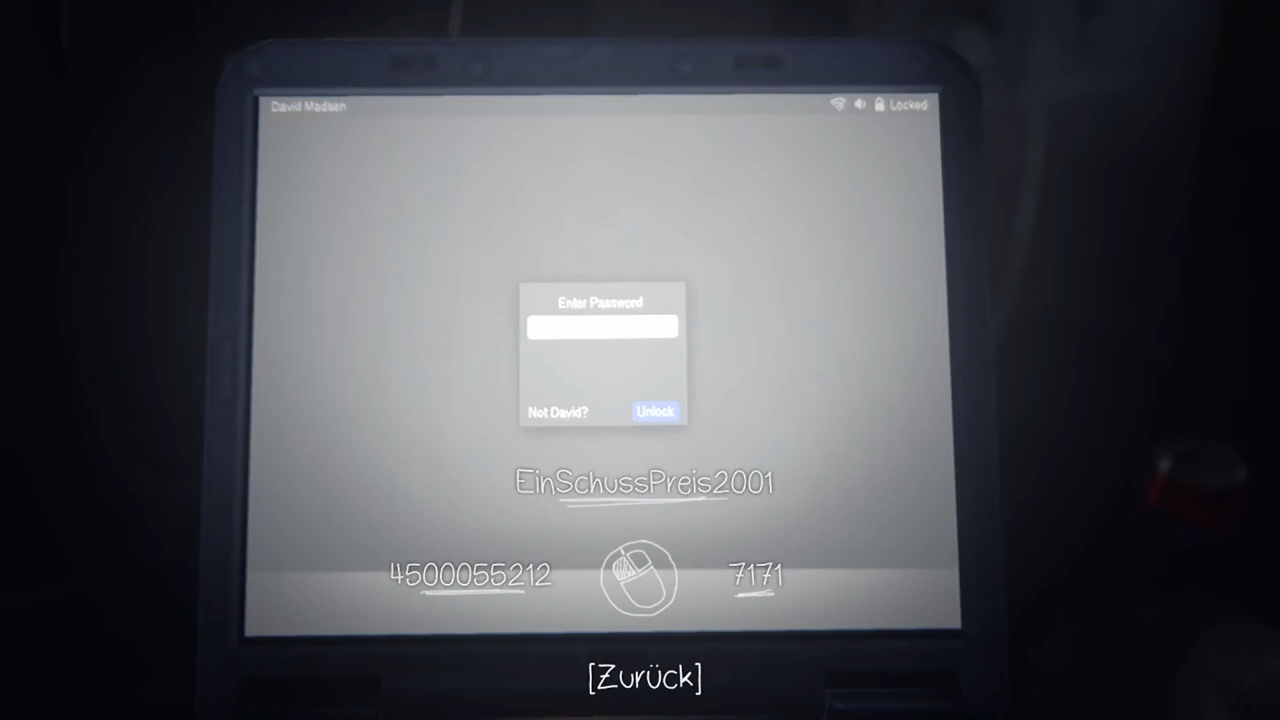 David Madsen Locked
Enter Password
Not David? Unlock
EinSchussPreis2001
4500055212 7171
[Zurück]